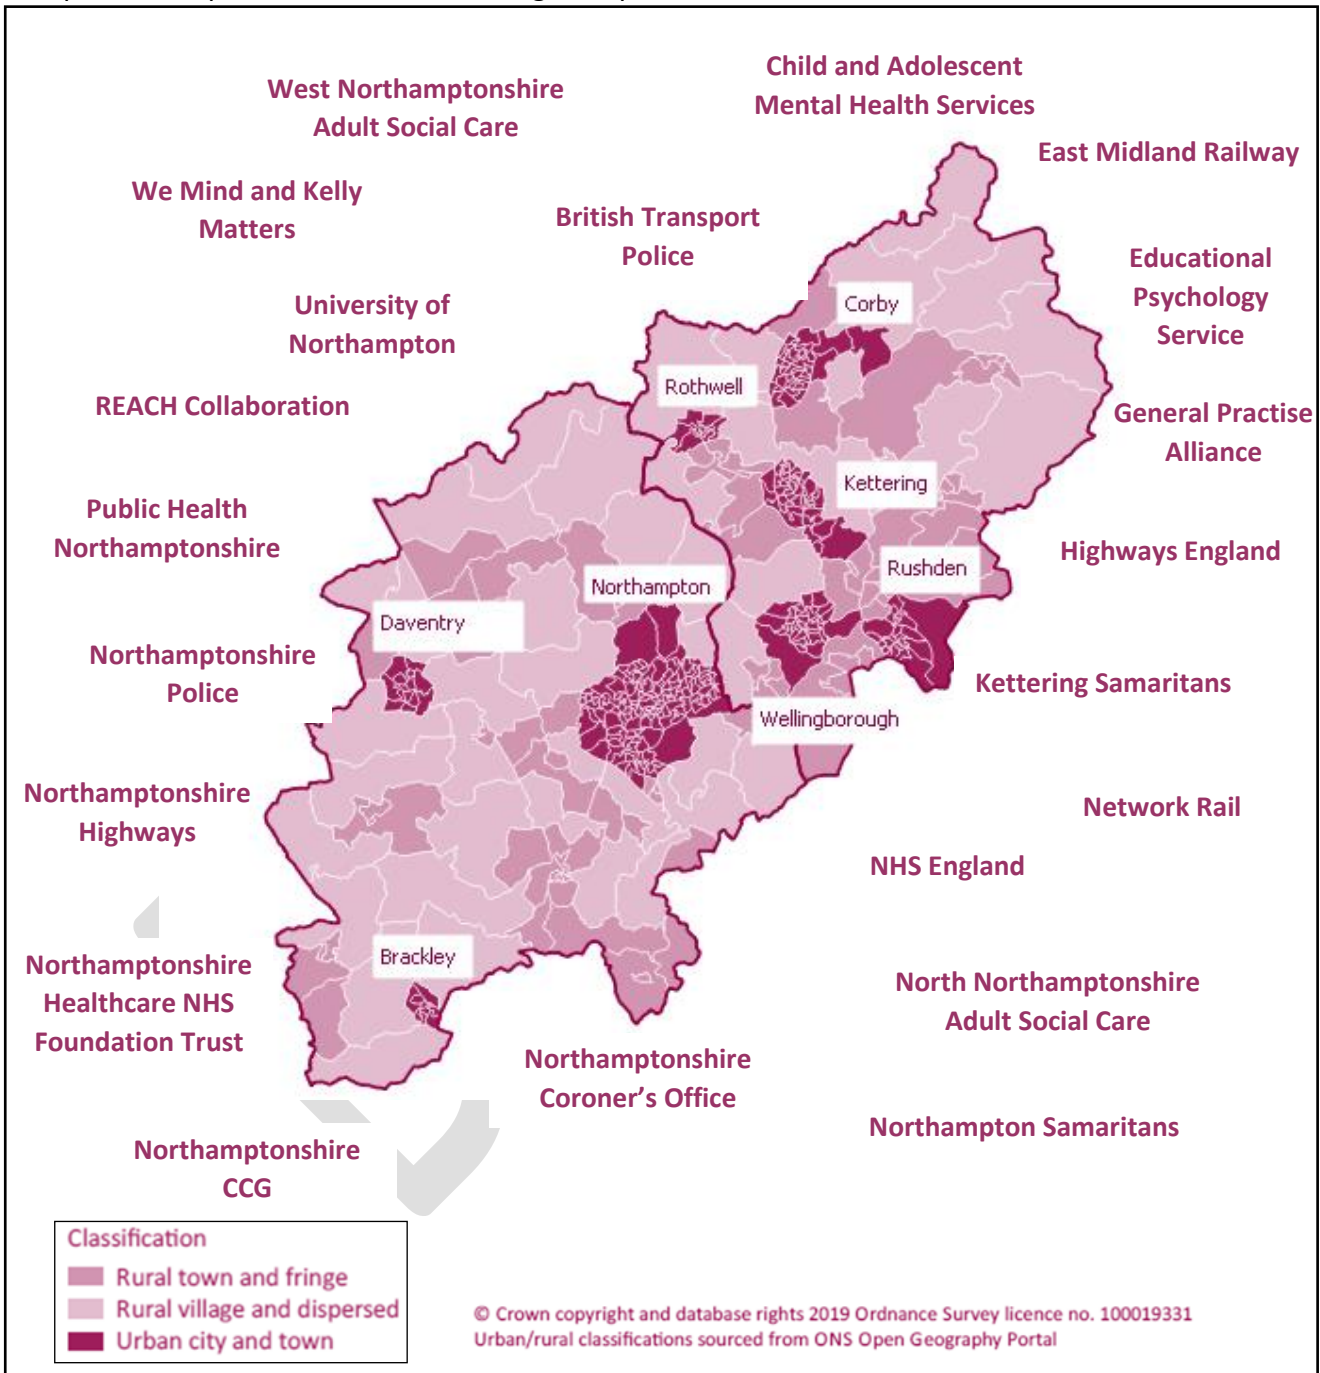 West Northamptonshire
Adult Social Care
Child and Adolescent
Mental Health Services
East Midland Railway
We Mind and Kelly
Matters
British Transport
Police
Educational
Psychology
Service
University of
Northampton
Corby
Rothwell
REACH Collaboration
General Practise
Alliance
Kettering
Public Health
Northamptonshire
Highways England
Rushden
Northampton
Daventry
Northamptonshire
Police
Kettering Samaritans
Wellingborough
Northamptonshire
Highways
Network Rail
NHS England
Brackley
Northamptonshire
Healthcare NHS
Foundation Trust
North Northamptonshire
Adult Social Care
Northamptonshire
Coroner’s Office
Northampton Samaritans
Northamptonshire
CCG
Classification
Rural town and fringe
Rural village and dispersed
Urban city and town
© Crown copyright and database rights 2019 Ordnance Survey licence no. 100019331
Urban/rural classifications sourced from ONS Open Geography Portal